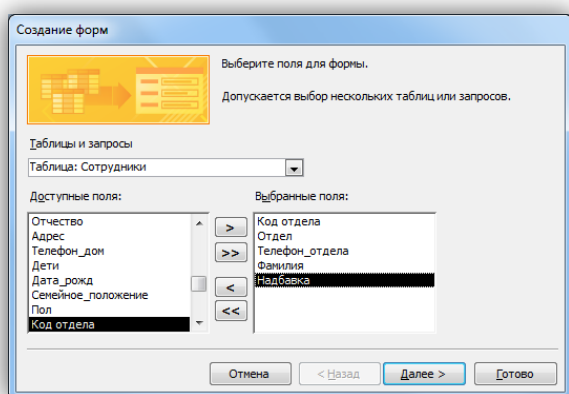 Создание форм
Выберите поля для формы.
Допускается выбор нескольких таблиц или запросов.
Таблицы и запросы
Таблица: Сотрудники
Доступные поля:
Выбранные поля:
Отчество
Адрес
Телефон_дом
Дети
Дата_рожд
Семейное_положение
Пол
Код отдела
>
>>
<
<<
Код отдела
Отдел
Телефон_отдела
Фамилия
Надбавка
Отмена
< Назад
Далее >
Готово